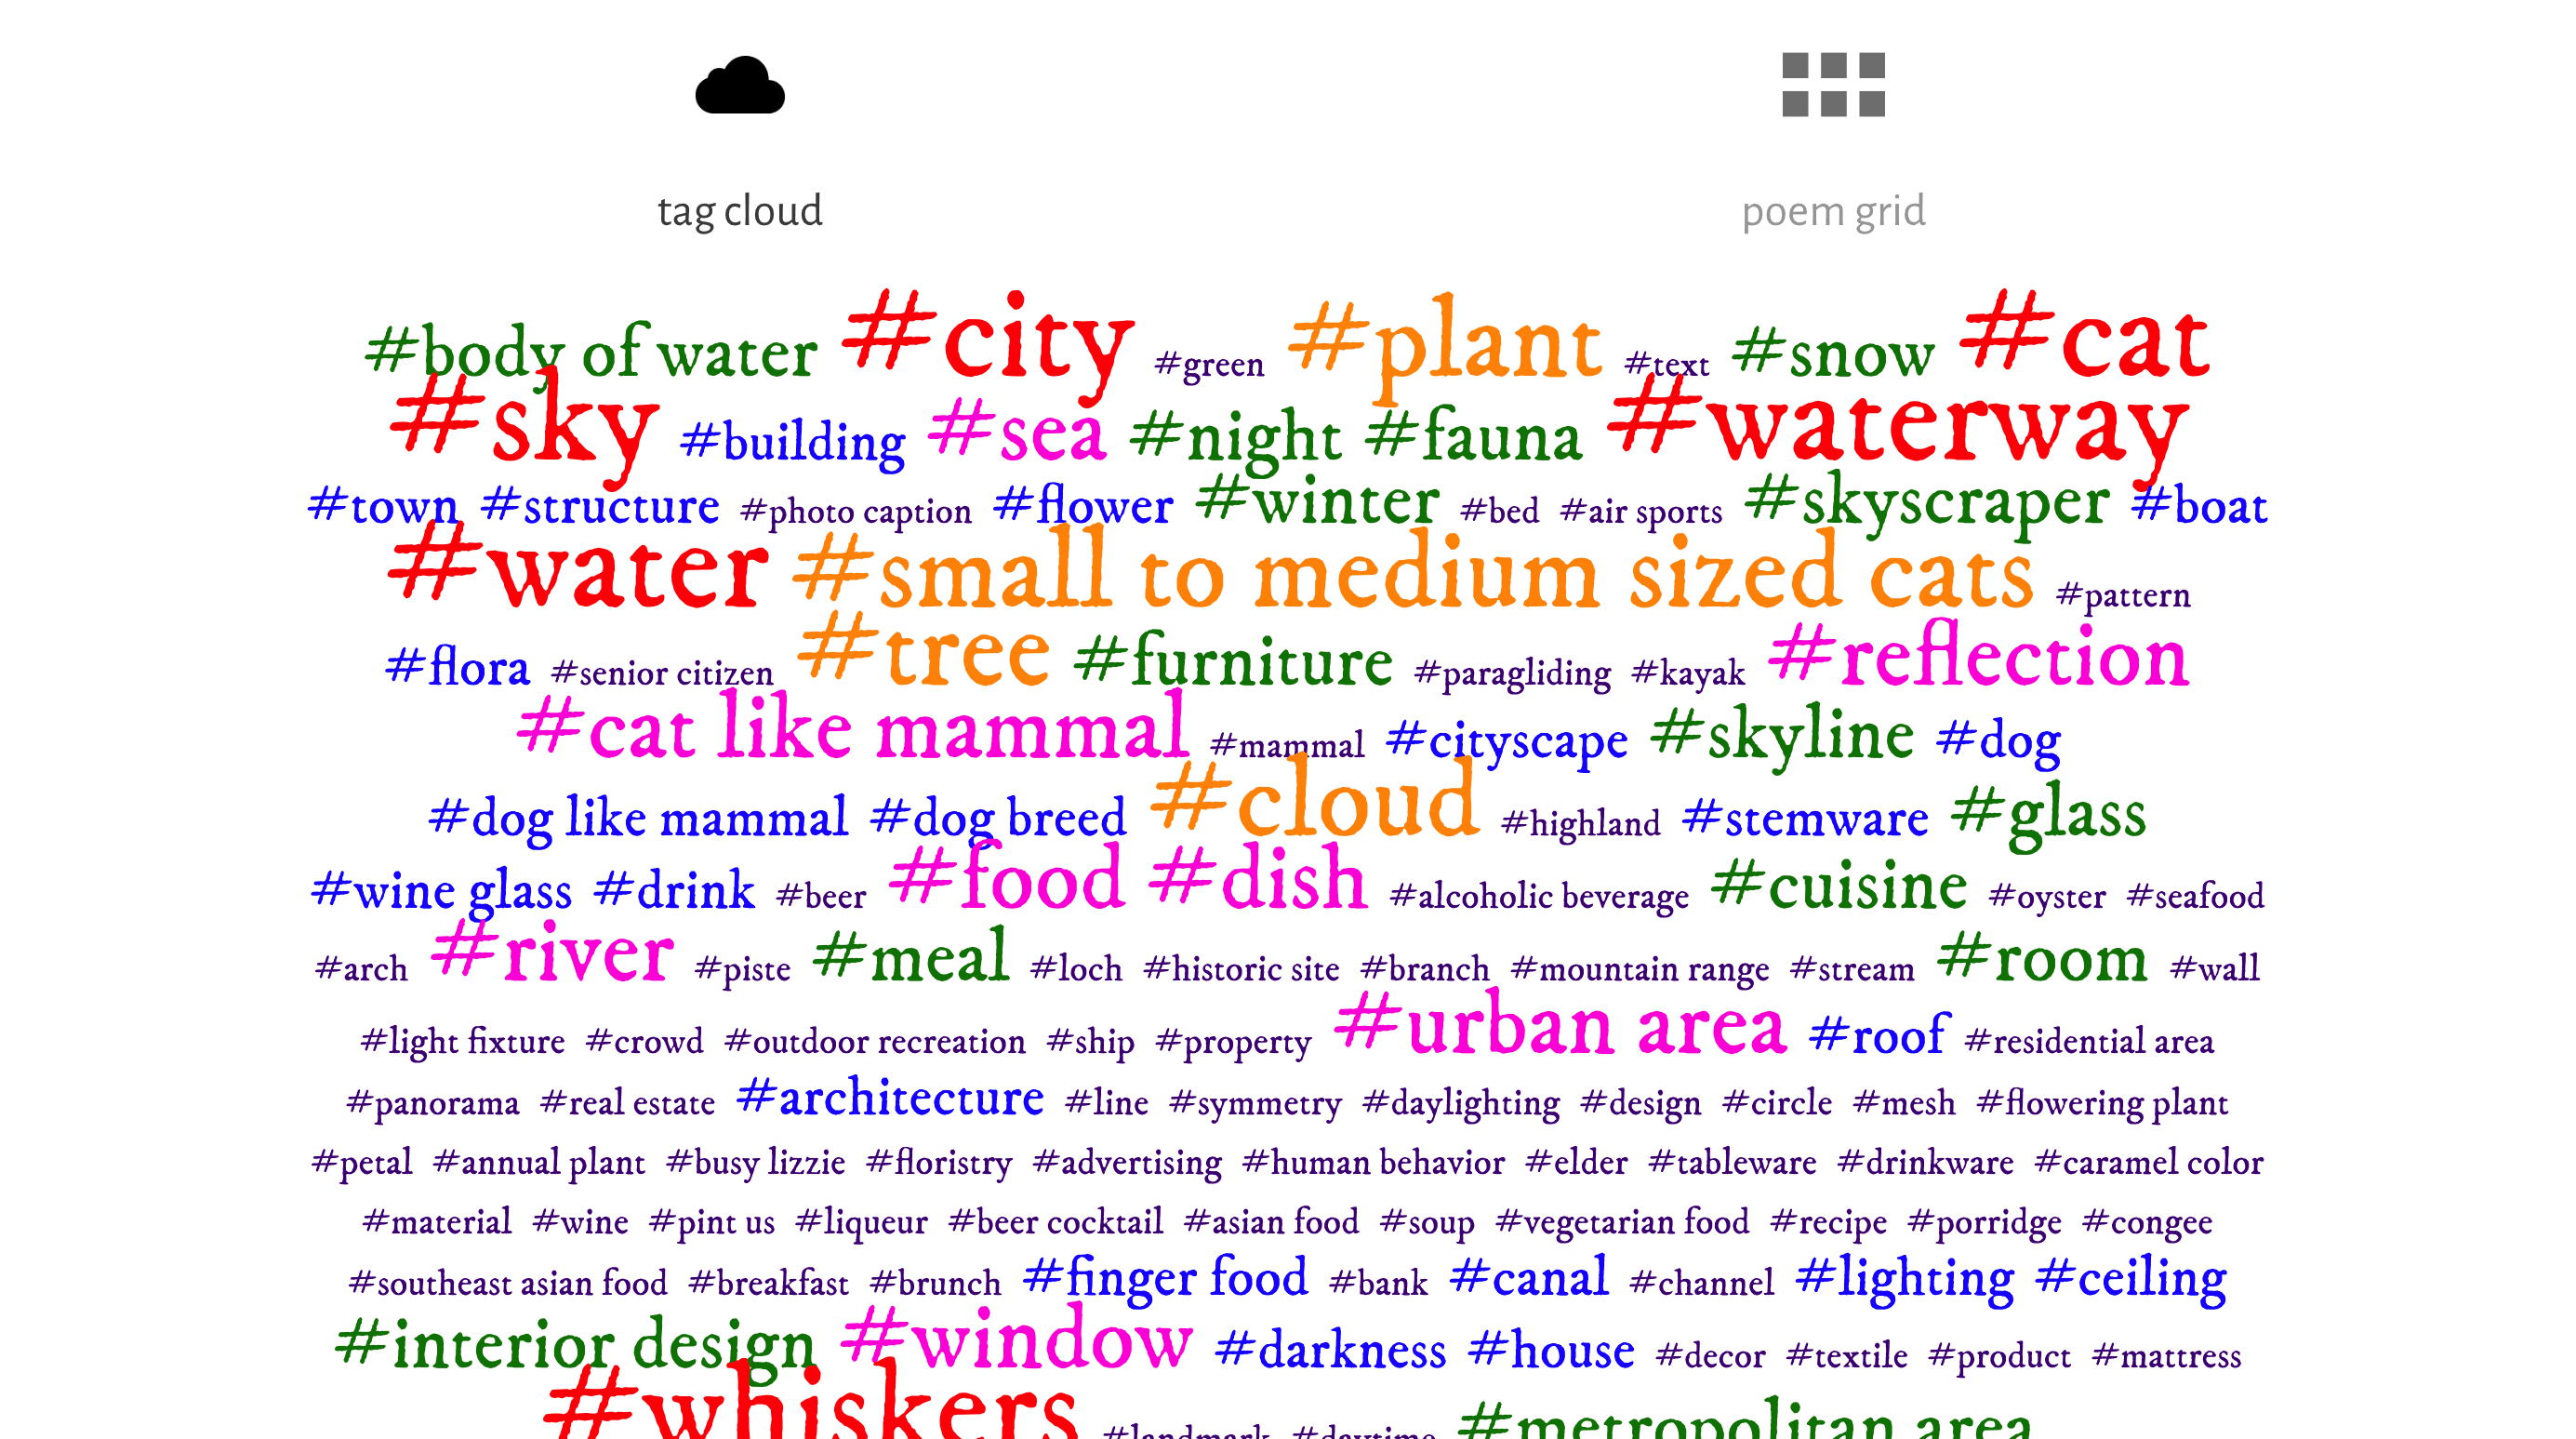 tag cloud
poem grid
#body of water #city #green #plant #text #snow #cat
#sky #building #sea #night #fauna #waterway
#town #structure #photo caption #flower #winter #bed #air sports #skyscraper #boat
#water #small to medium sized cats #pattern
#flora #senior citizen #tree #furniture #paragliding #kayak #reflection
#cat like mammal #mammal #cityscape #skyline #dog
#dog like mammal #dog breed #cloud #highland #stemware #glass
#wine glass #drink #beer #food #dish #alcoholic beverage #cuisine #oyster #seafood
#arch #river #piste #meal #loch #historic site #branch #mountain range #stream #room #wall
#light fixture #crowd #outdoor recreation #ship #property #urban area #roof #residential area
#panorama #real estate #architecture #line #symmetry #daylighting #design #circle #mesh #flowering plant
#petal #annual plant #busy lizzie #floristry #advertising #human behavior #elder #tableware #drinkware #caramel color
#material #wine #pint us #liqueur #beer cocktail #asian food #soup #vegetarian food #recipe #porridge #congee
#southeast asian food #breakfast #brunch #finger food #bank #canal #channel #lighting #ceiling
#interior design #window #darkness #house #decor #textile #product #mattress
#whiskers #landmark #daytime #metropolitan area